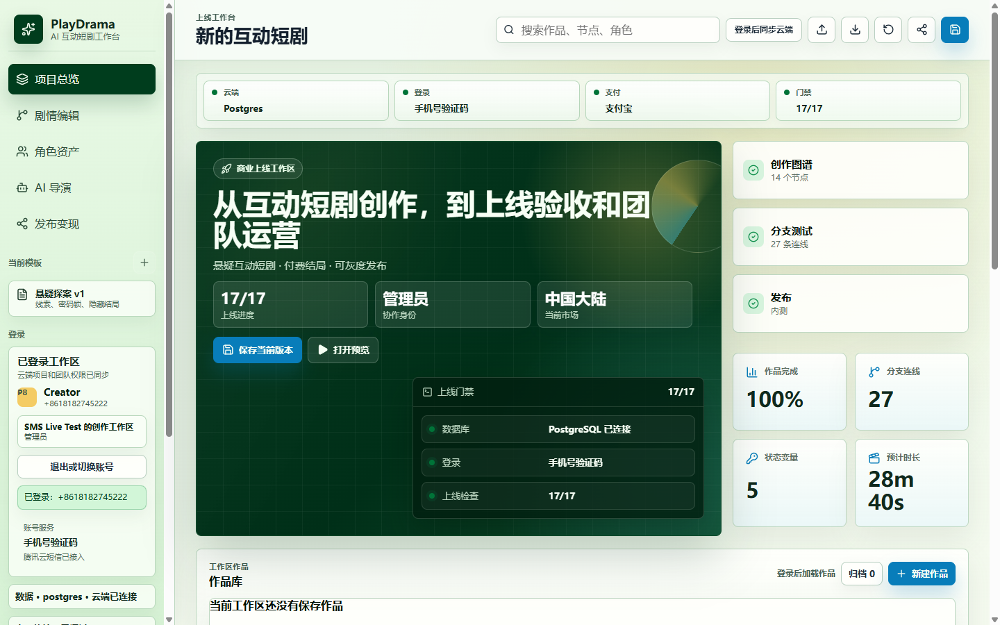 PlayDrama
AI 互动短剧工作台
项目总览
剧情编辑
角色资产
AI 导演
发布变现
当前模板
悬疑探案 v1
线索、密码锁、隐藏结局
登录
已登录工作区
云端项目和团队权限已同步
P8
Creator
+8618182745222
SMS Live Test 的创作工作区
管理员
退出或切换账号
已登录：+8618182745222
账号服务
手机号验证码
腾讯云短信已接入
数据 • postgres • 云端已连接
上线工作台
新的互动短剧
搜索作品、节点、角色
登录后同步云端
云端
Postgres
登录
手机号验证码
支付
支付宝
门禁
17/17
商业上线工作区
从互动短剧创作，到上线验收和团
队运营
悬疑互动短剧 · 付费结局 · 可灰度发布
17/17
上线进度
管理员
协作身份
中国大陆
当前市场
保存当前版本
打开预览
上线门禁
17/17
数据库
PostgreSQL 已连接
登录
手机号验证码
上线检查
17/17
创作图谱
14 个节点
分支测试
27 条连线
发布
内测
作品完成
100%
分支连线
27
状态变量
5
预计时长
28m
40s
工作区作品
作品库
登录后加载作品
归档 0
新建作品
当前工作区还没有保存作品